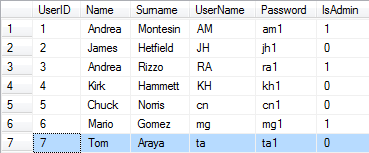 UserID Name Surname UserName Password IsAdmin
1 1 Andrea Montesin AM am1 1
2 2 James Hetfield JH jh1 0
3 3 Andrea Rizzo RA ra1 1
4 4 Kirk Hammett KH kh1 0
5 5 Chuck Norris cn cn1 0
6 6 Mario Gomez mg mg1 1
7 7 Tom Araya ta ta1 0